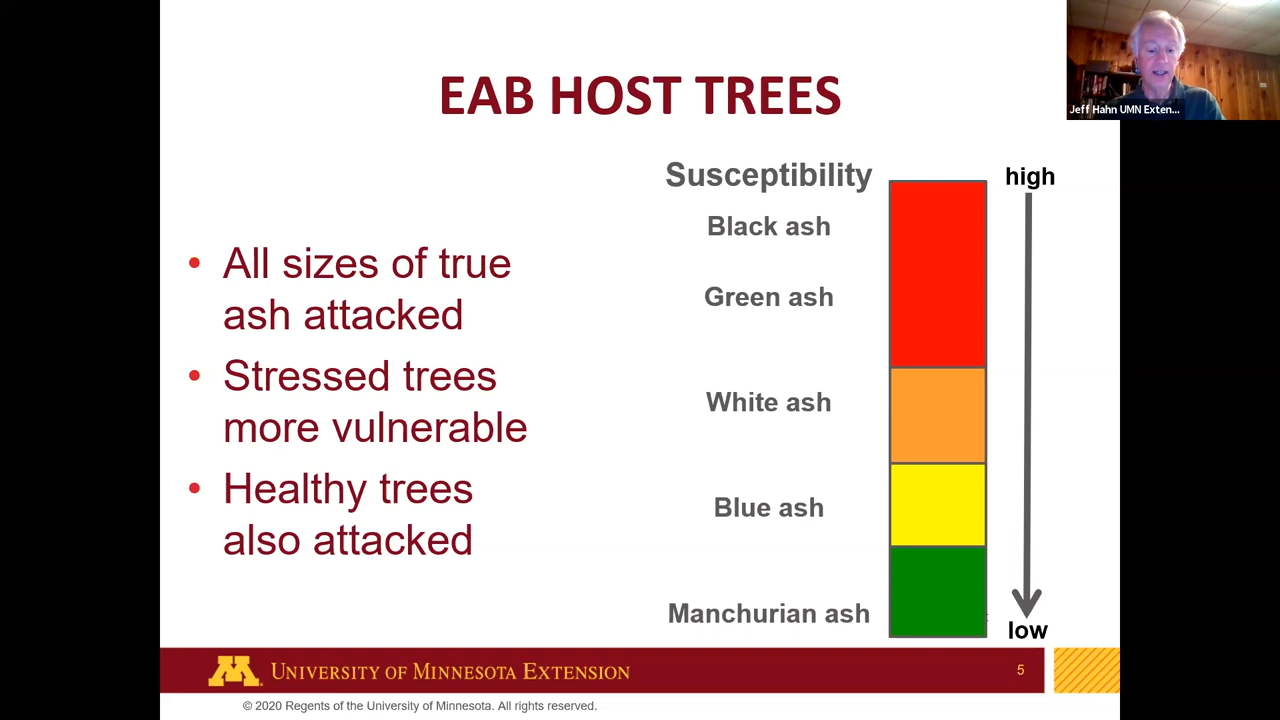 EAB HOST TREES
Jeff Hahn UMN Exten...
Susceptibility
high
Black ash
Green ash
White ash
Blue ash
Manchurian ash
low
• All sizes of true
ash attacked
• Stressed trees
more vulnerable
• Healthy trees
also attacked
M
UNIVERSITY OF MINNESOTA EXTENSION
5
© 2020 Regents of the University of Minnesota. All rights reserved.